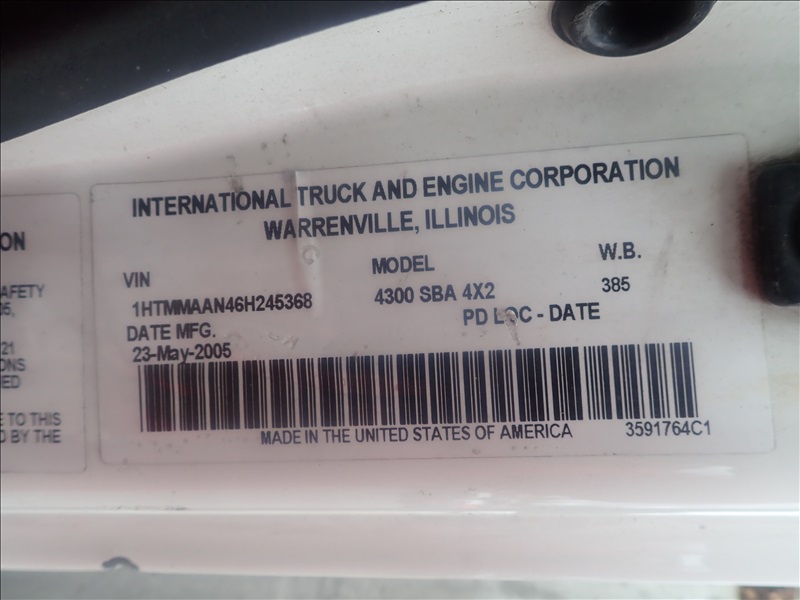 ON
AFETY
05,
21
ONS
ED
E TO THIS
D BY THE
INTERNATIONAL TRUCK AND ENGINE CORPORATION
WARRENVILLE, ILLINOIS
VIN MODEL W.B.
1HTMMAAN46H245368 4300 SBA 4X2 385
DATE MFG. PD LOC - DATE
23-May-2005
MADE IN THE UNITED STATES OF AMERICA 3591764C1